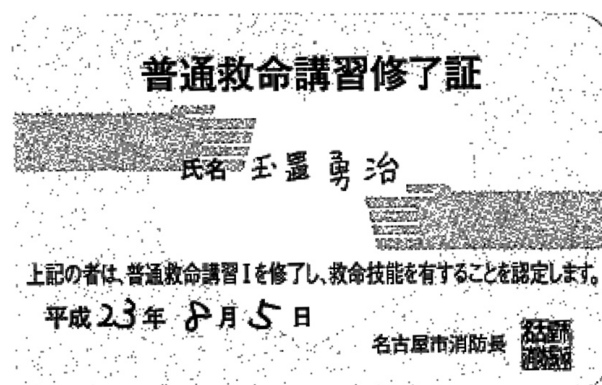 普通救命講習修了証
氏名 玉置勇治
上記の者は、普通救命講習Iを修了し、救命技能を有することを認定します。
平成23年8月5日
名古屋市消防長